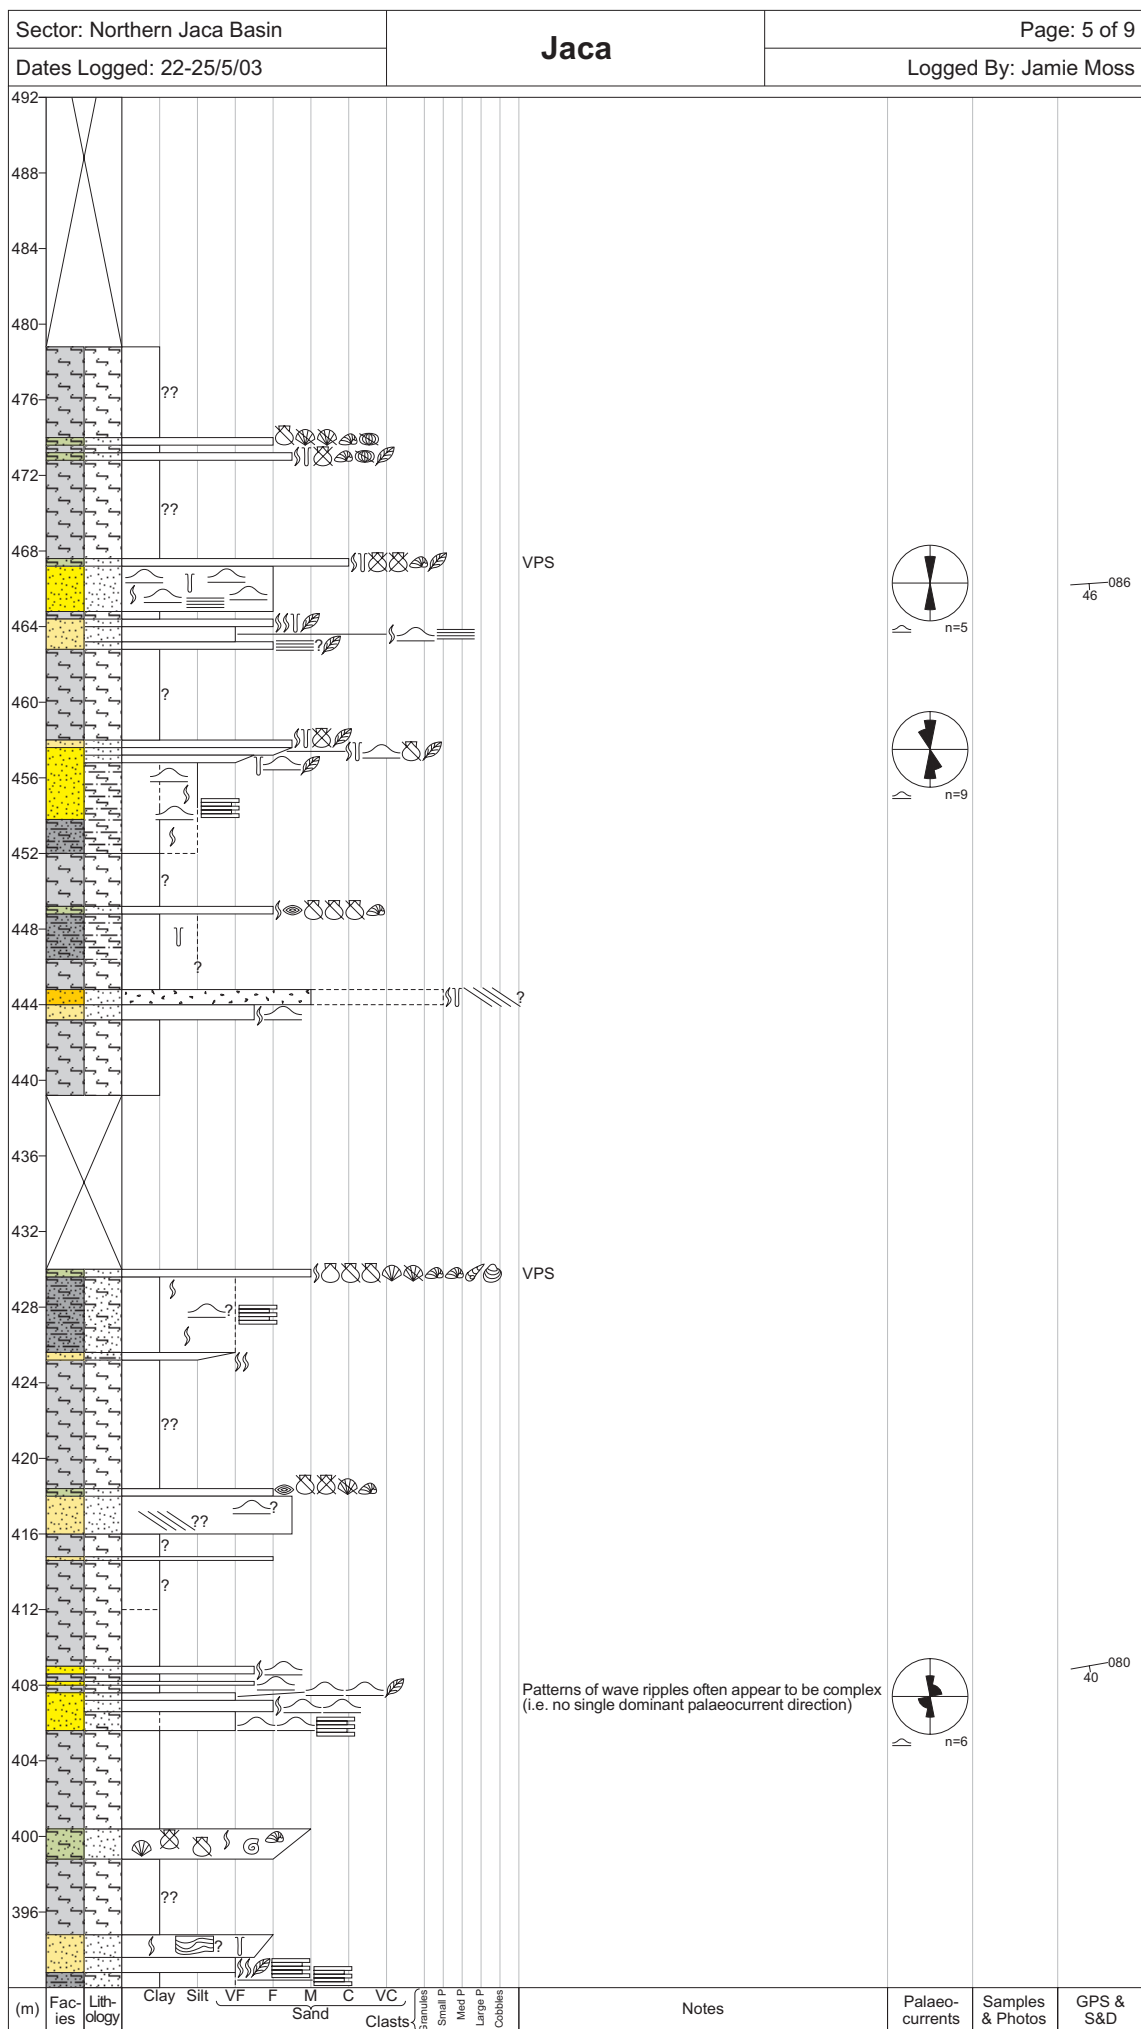 Sector: Northern Jaca Basin
Jaca
Page: 5 of 9
Dates Logged: 22-25/5/03
Logged By: Jamie Moss
492
488
484
480
476
??
472
??
468
VPS
086
46
464
?
n=5
460
?
n=9
456
452
?
448
?
444
?
440
436
432
VPS
428
?
424
??
420
?
??
416
?
?
412
080
40
408
Patterns of wave ripples often appear to be complex
(i.e. no single dominant palaeocurrent direction)
n=6
404
400
??
396
?
(m)
Fac-
ies
Lith-
ology
Clay Silt VF F M C VC
Sand
Clasts
Granules
Small P
Med P
Large P
Cobbles
Notes
Palaeo-
currents
Samples
& Photos
GPS &
S&D